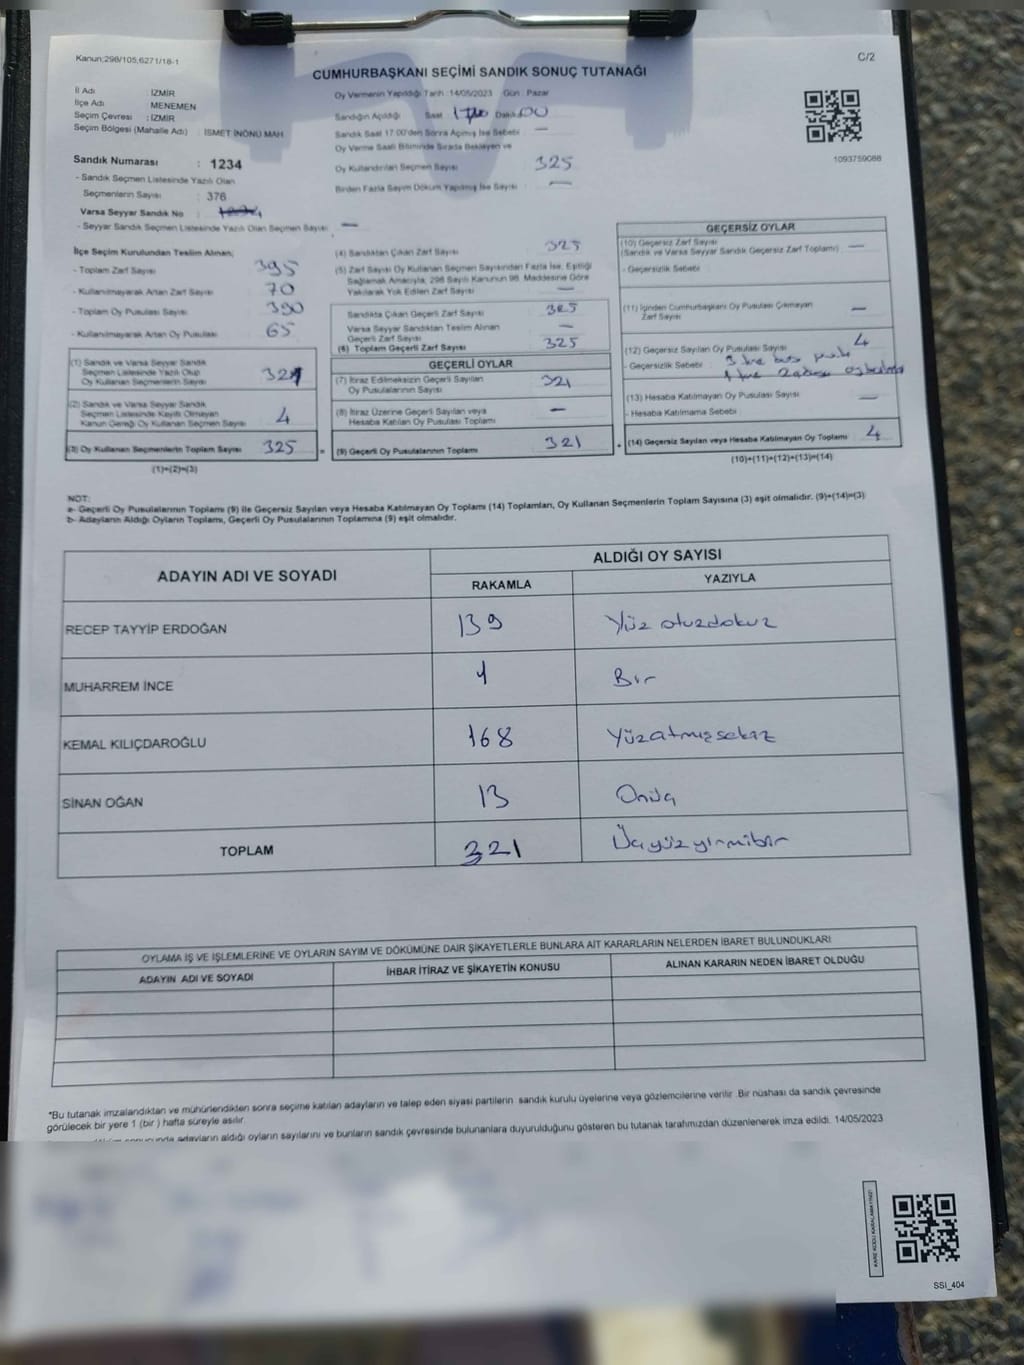 Kanun;298/105,6271/18-1
C/2
CUMHURBAŞKANI SEÇİMİ SANDIK SONUÇ TUTANAĞI
İl Adı : İZMİR
İlçe Adı : MENEMEN
Seçim Çevresi : İZMİR
Seçim Bölgesi (Mahalle Adı) : İSMET İNÖNÜ MAH
Oy Vermenin Yapıldığı Tarih :14/05/2023 Gün : Pazar
Sandığın Açıldığı Saat Dakika 00
Sandık Saat 17.00'den Sonra Açılmış İse Sebebi —
Oy Verme Saati Bitiminde Sırada Bekleyen ve
Oy Kullandırılan Seçmen Sayısı 325
Birden Fazla Sayım Döküm Yapılmış İse Sayısı —
1093759088
Sandık Numarası : 1234
- Sandık Seçmen Listesinde Yazılı Olan
Seçmenlerin Sayısı : 376
Varsa Seyyar Sandık No :
- Seyyar Sandık Seçmen Listesinde Yazılı Olan Seçmen Sayısı —
İlçe Seçim Kurulundan Teslim Alınan;
- Toplam Zarf Sayısı 395
- Kullanılmayarak Artan Zarf Sayısı 70
- Toplam Oy Pusulası Sayısı 390
- Kullanılmayarak Artan Oy Pusulası 65
(1) Sandık ve Varsa Seyyar Sandık
Seçmen Listesinde Yazılı Olup
Oy Kullanan Seçmenlerin Sayısı 321
(2) Sandık ve Varsa Seyyar Sandık
Seçmen Listesinde Kayıtlı Olmayan
Kanun Gereği Oy Kullanan Seçmen Sayısı 4
(3) Oy Kullanan Seçmenlerin Toplam Sayısı 325
(1)+(2)=(3)
(4) Sandıktan Çıkan Zarf Sayısı 325
(5) Zarf Sayısı Oy Kullanan Seçmen Sayısından Fazla İse, Eşitliği
Sağlamak Amacıyla, 298 Sayılı Kanunun 98. Maddesine Göre
Yakılarak Yok Edilen Zarf Sayısı —
Sandıkta Çıkan Geçerli Zarf Sayısı 325
Varsa Seyyar Sandıktan Teslim Alınan
Geçerli Zarf Sayısı —
(6) Toplam Geçerli Zarf Sayısı 325
GEÇERLİ OYLAR
(7) İtiraz Edilmeksizin Geçerli Sayılan
Oy Pusulalarının Sayısı 321
(8) İtiraz Üzerine Geçerli Sayılan veya
Hesaba Katılan Oy Pusulası Toplamı —
(9) Geçerli Oy Pusulalarının Toplamı 321
GEÇERSİZ OYLAR
(10) Geçersiz Zarf Sayısı
(Sandık ve Varsa Seyyar Sandık Geçersiz Zarf Toplamı) —
- Geçersizlik Sebebi
(11) İçinden Cumhurbaşkanı Oy Pusulası Çıkmayan
Zarf Sayısı —
(12) Geçersiz Sayılan Oy Pusulası Sayısı 4
- Geçersizlik Sebebi : 3
1
(13) Hesaba Katılmayan Oy Pusulası Sayısı —
- Hesaba Katılmama Sebebi
(14) Geçersiz Sayılan veya Hesaba Katılmayan Oy Toplamı 4
(10)+(11)+(12)+(13)=(14)
NOT:
a- Geçerli Oy Pusulalarının Toplamı (9) ile Geçersiz Sayılan veya Hesaba Katılmayan Oy Toplamı (14) Toplamları, Oy Kullanan Seçmenlerin Toplam Sayısına (3) eşit olmalıdır. (9)+(14)=(3)
b- Adayların Aldığı Oyların Toplamı, Geçerli Oy Pusulalarının Toplamına (9) eşit olmalıdır.
ADAYIN ADI VE SOYADI
ALDIĞI OY SAYISI
RAKAMLA YAZIYLA
RECEP TAYYİP ERDOĞAN 139 Yüz otuzdokuz
MUHARREM İNCE 1 Bir
KEMAL KILIÇDAROĞLU 168 Yüzatmışsekiz
SİNAN OĞAN 13 Onüç
TOPLAM 321 Üçyüzyirmibir
OYLAMA İŞ VE İŞLEMLERİNE VE OYLARIN SAYIM VE DÖKÜMÜNE DAİR ŞİKAYETLERLE BUNLARA AİT KARARLARIN NELERDEN İBARET BULUNDUKLARI
ADAYIN ADI VE SOYADI İHBAR İTİRAZ VE ŞİKAYETİN KONUSU ALINAN KARARIN NEDEN İBARET OLDUĞU
*Bu tutanak imzalandıktan ve mühürlendikten sonra seçime katılan adayların ve talep eden siyasi partilerin sandık kurulu üyelerine veya gözlemcilerine verilir. Bir nüshası da sandık çevresinde
görülecek bir yere 1 (bir ) hafta süreyle asılır.
adayların aldığı oyların sayılarını ve bunların sandık çevresinde bulunanlara duyurulduğunu gösteren bu tutanak tarafımızdan düzenlenerek imza edildi. 14/05/2023
SSI_404